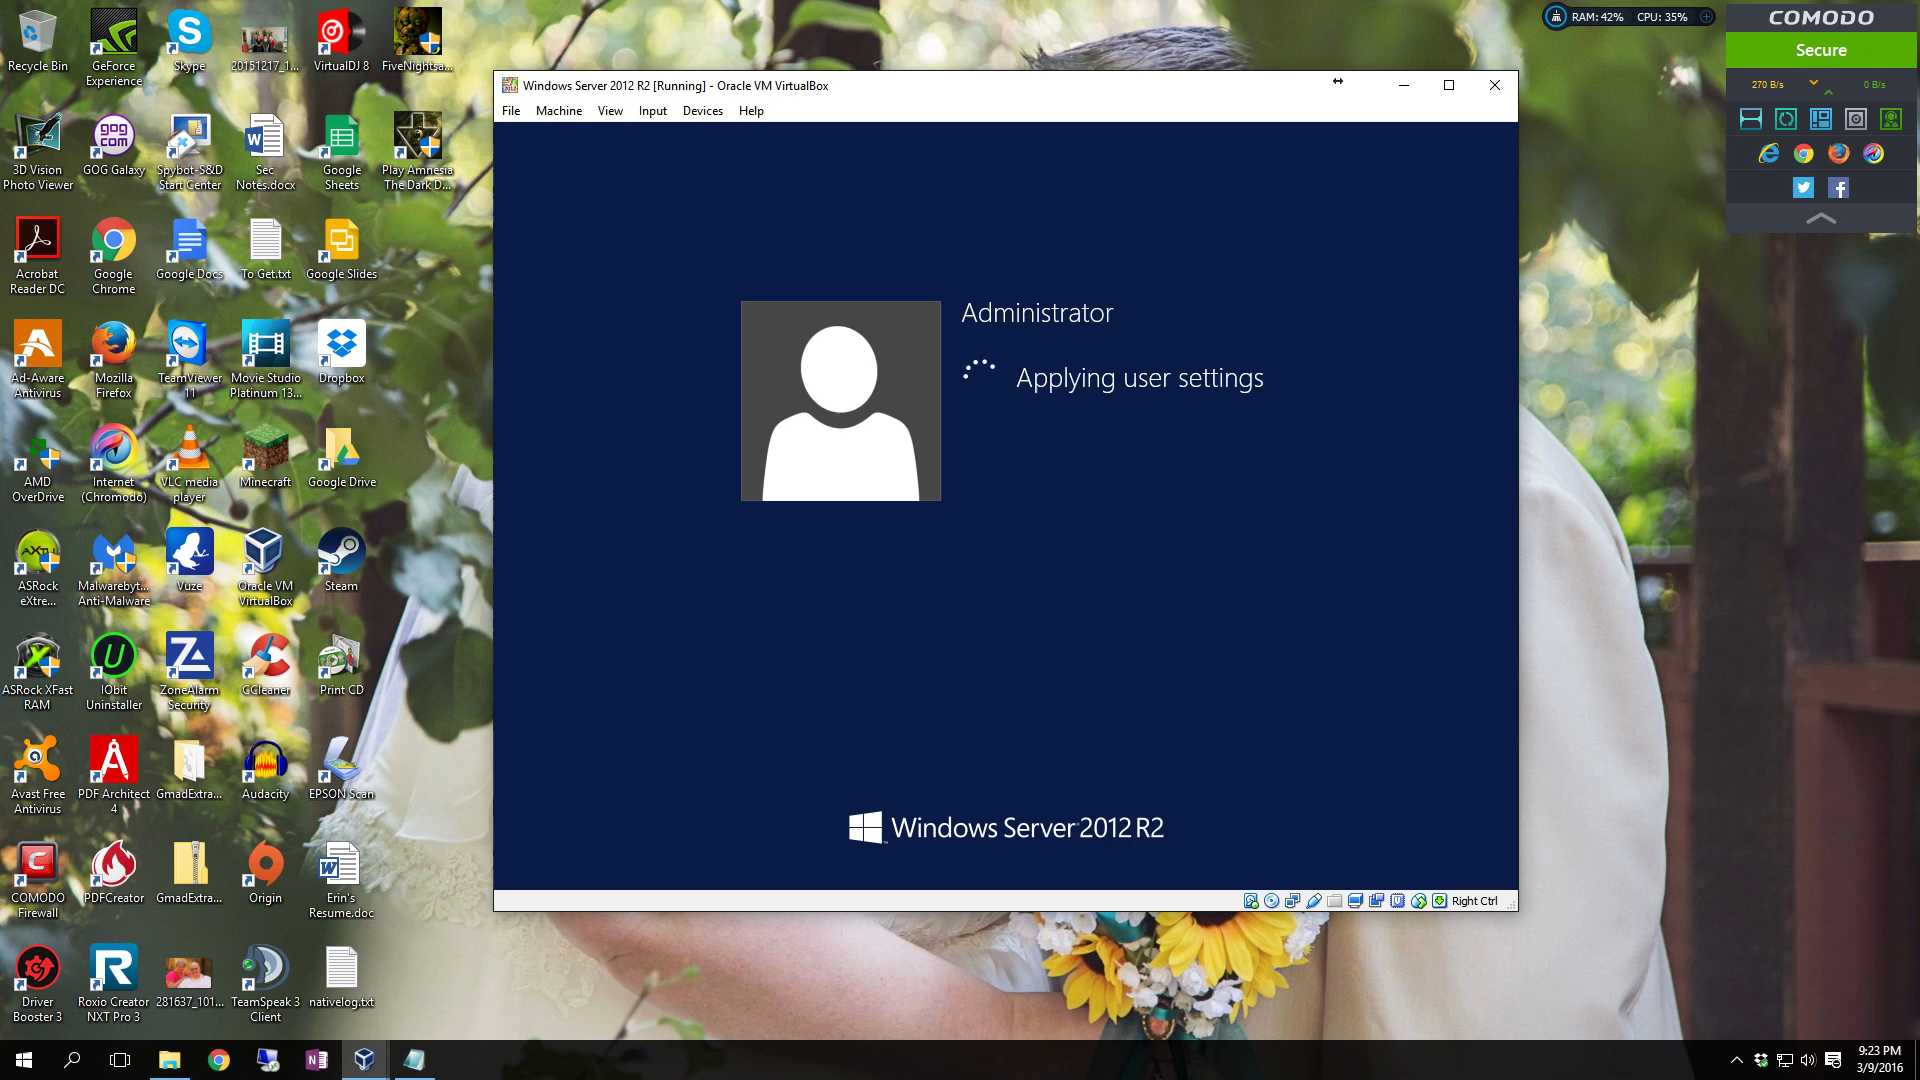 Recycle Bin
GeForce
Experience
Skype
20151217_1...
VirtualDJ 8
FiveNightsa...
3D Vision
Photo Viewer
GOG Galaxy
Spybot-S&D
Start Center
Sec
Notes.docx
Google
Sheets
Play Amnesia
The Dark D...
Acrobat
Reader DC
Google
Chrome
Google Docs
To Get.txt
Google Slides
Ad-Aware
Antivirus
Mozilla
Firefox
TeamViewer
11
Movie Studio
Platinum 13...
Dropbox
AMD
OverDrive
Internet
(Chromodo)
VLC media
player
Minecraft
Google Drive
ASRock
eXtre...
Malwarebyt...
Anti-Malware
Vuze
Oracle VM
VirtualBox
Steam
ASRock XFast
RAM
IObit
Uninstaller
ZoneAlarm
Security
CCleaner
Print CD
Avast Free
Antivirus
PDF Architect
4
GmadExtra...
Audacity
EPSON Scan
COMODO
Firewall
PDFCreator
GmadExtra...
Origin
Erin's
Resume.doc
Driver
Booster 3
Roxio Creator
NXT Pro 3
281637_101...
TeamSpeak 3
Client
nativelog.txt
Windows Server 2012 R2 [Running] - Oracle VM VirtualBox
File Machine View Input Devices Help
Administrator
Applying user settings
Windows Server 2012 R2
Right Ctrl
RAM: 42% CPU: 35%
COMODO
Secure
270 B/s 0 B/s
9:23 PM
3/9/2016